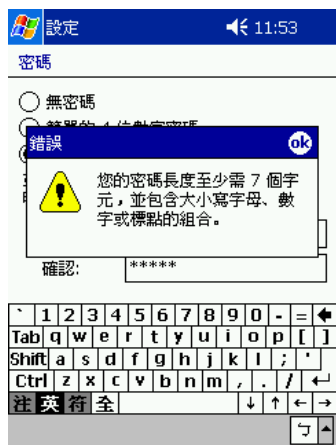 設定
11:53
密碼
無密碼
錯誤
ok
您的密碼長度至少需 7 個字
元，並包含大小寫字母、數
字或標點的組合。
確認:
*****
` 1 2 3 4 5 6 7 8 9 0 - =
Tab q w e r t y u i o p [ ]
Shift a s d f g h j k l ; '
Ctrl z x c v b n m , . /
注 英 符 全